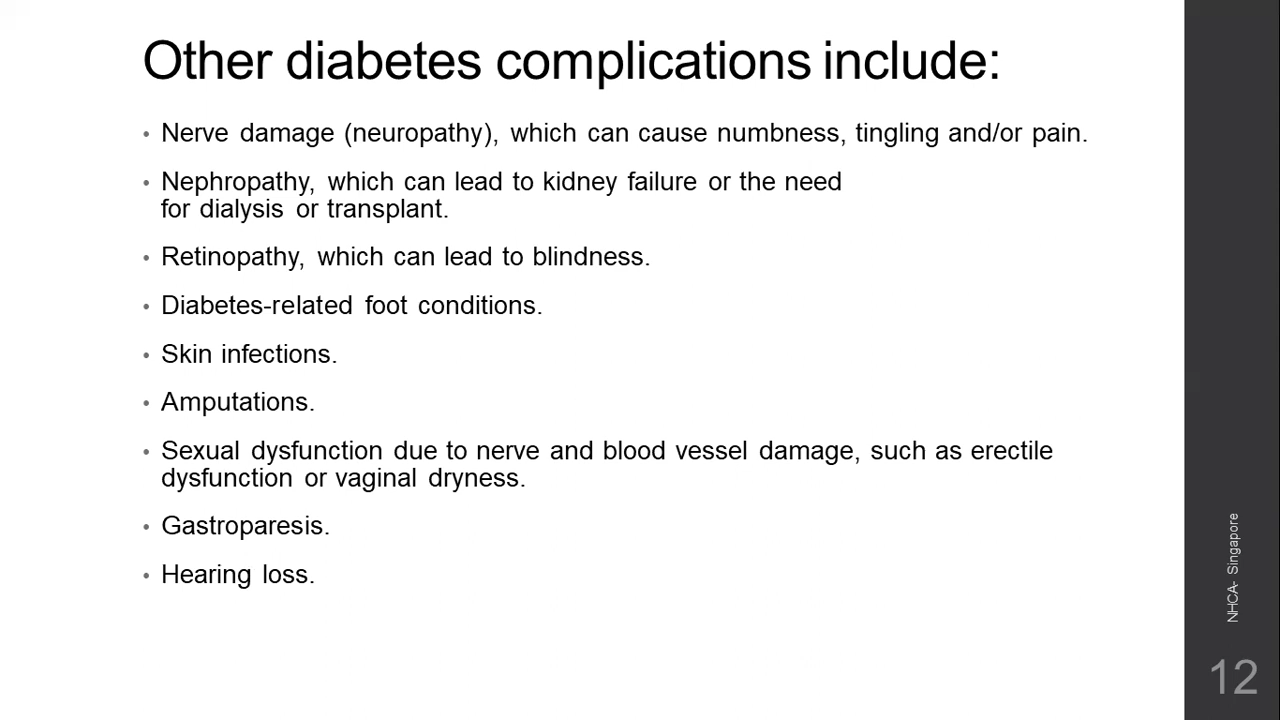 Other diabetes complications include:
• Nerve damage (neuropathy), which can cause numbness, tingling and/or pain.
• Nephropathy, which can lead to kidney failure or the need
for dialysis or transplant.
• Retinopathy, which can lead to blindness.
• Diabetes-related foot conditions.
• Skin infections.
• Amputations.
• Sexual dysfunction due to nerve and blood vessel damage, such as erectile
dysfunction or vaginal dryness.
• Gastroparesis.
• Hearing loss.
NHCA- Singapore
12